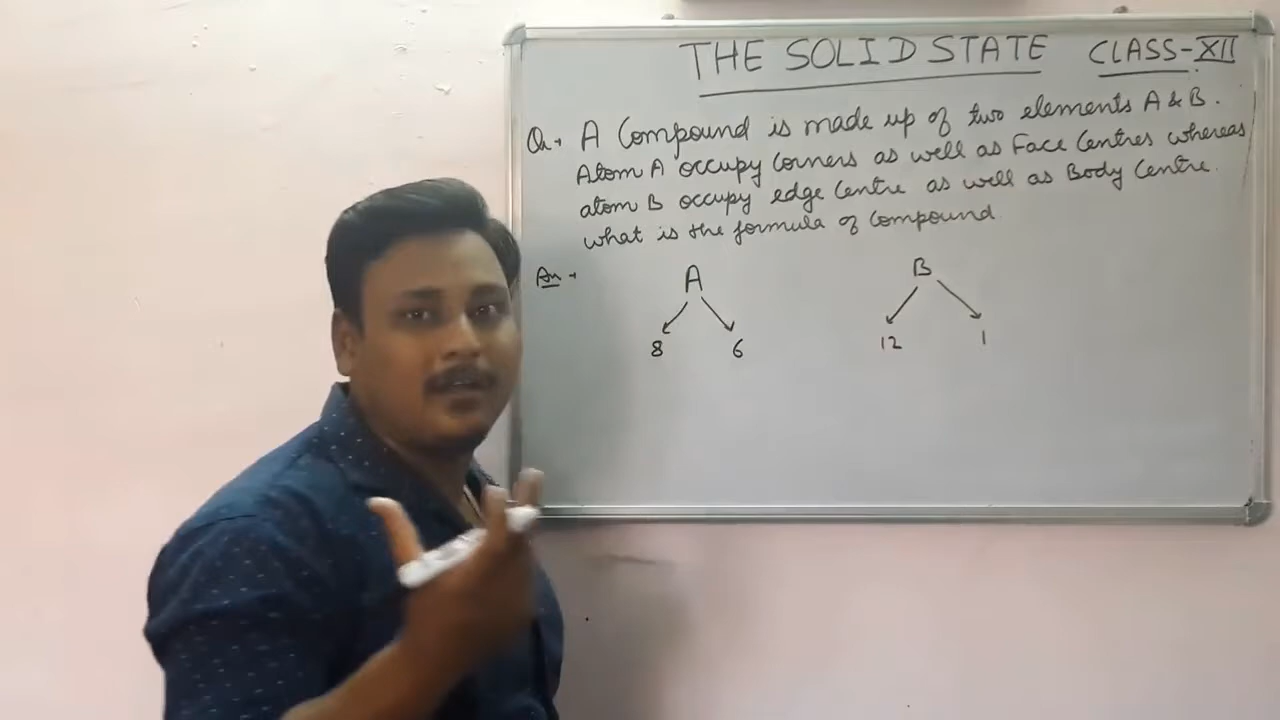 THE SOLID STATE CLASS-XII
Qn→ A Compound is made up of two elements A & B.
Atom A occupy Corners as well as Face Centres whereas
atom B occupy edge Centre as well as Body Centre.
what is the formula of Compound.
An→ A B
8 6 12 1